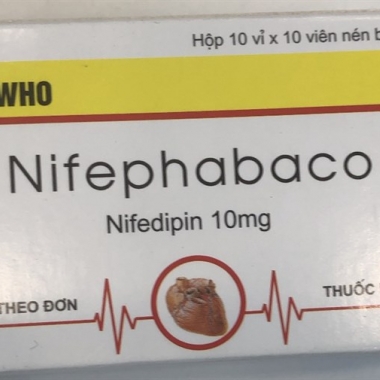 Hộp 10 vỉ x 10 viên nén
WHO
Nifephabaco
Nifedipin 10mg
THEO ĐƠN
THUỐC